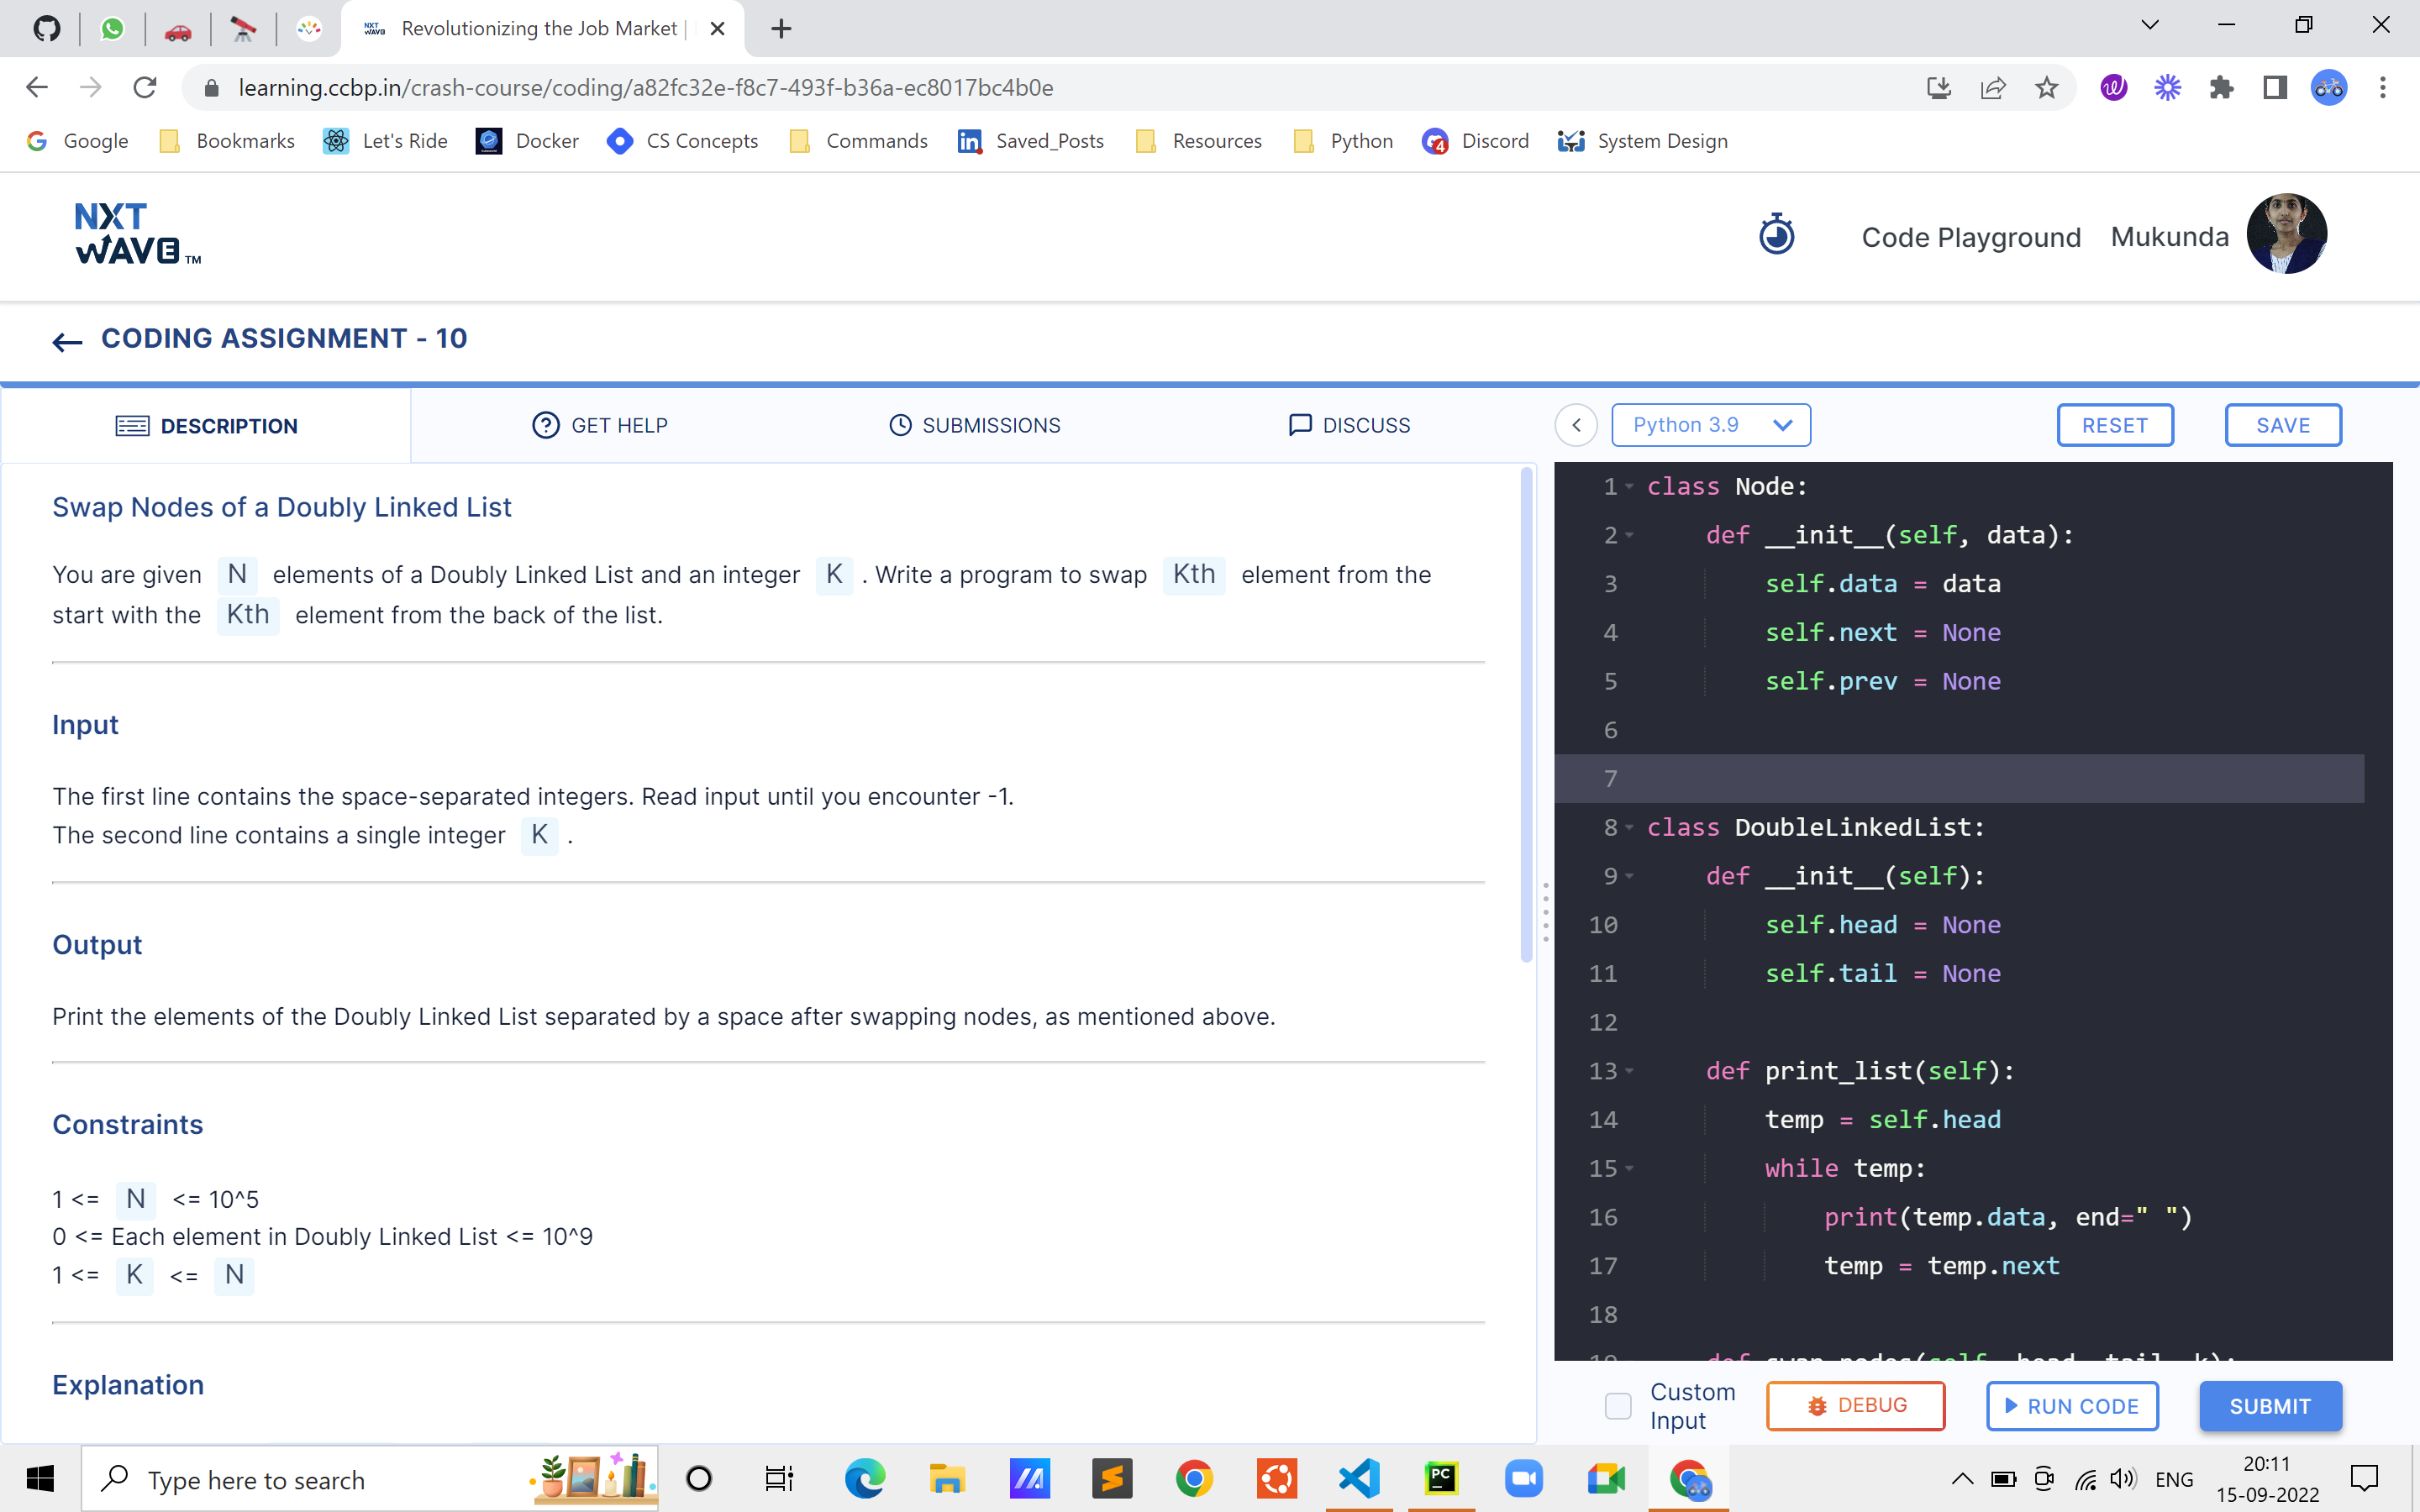 Revolutionizing the Job Market |
learning.ccbp.in/crash-course/coding/a82fc32e-f8c7-493f-b36a-ec8017bc4b0e
Google Bookmarks Let's Ride Docker CS Concepts Commands Saved_Posts Resources Python Discord System Design
NXT
WAVE TM
Code Playground Mukunda
CODING ASSIGNMENT - 10
DESCRIPTION GET HELP SUBMISSIONS DISCUSS
Python 3.9 RESET SAVE
Swap Nodes of a Doubly Linked List
You are given N elements of a Doubly Linked List and an integer K . Write a program to swap Kth element from the
start with the Kth element from the back of the list.
Input
The first line contains the space-separated integers. Read input until you encounter -1.
The second line contains a single integer K .
Output
Print the elements of the Doubly Linked List separated by a space after swapping nodes, as mentioned above.
Constraints
1 <= N <= 10^5
0 <= Each element in Doubly Linked List <= 10^9
1 <= K <= N
Explanation
1 class Node:
2 def __init__(self, data):
3 self.data = data
4 self.next = None
5 self.prev = None
6
7
8 class DoubleLinkedList:
9 def __init__(self):
10 self.head = None
11 self.tail = None
12
13 def print_list(self):
14 temp = self.head
15 while temp:
16 print(temp.data, end=" ")
17 temp = temp.next
18
19 def swap_nodes(self, head, tail, k):
Custom
Input
DEBUG RUN CODE SUBMIT
Type here to search
PC
ENG
20:11
15-09-2022